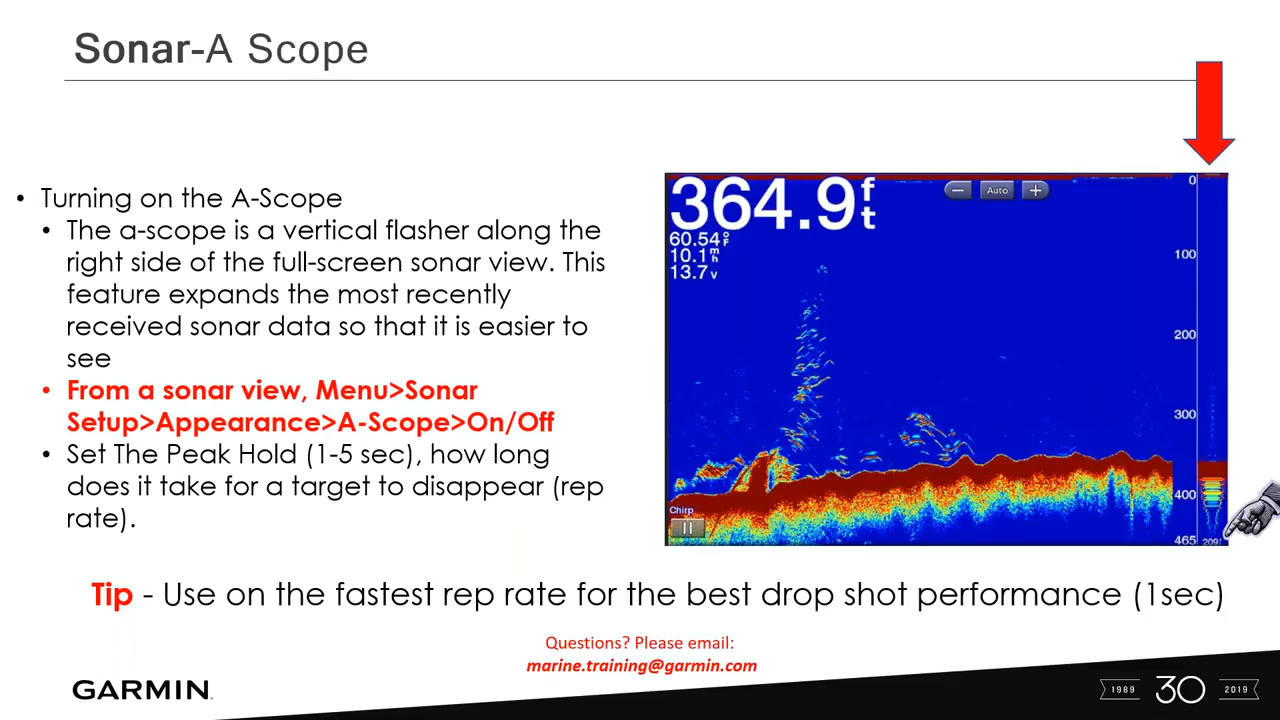 Sonar-A Scope
• Turning on the A-Scope
• The a-scope is a vertical flasher along the
right side of the full-screen sonar view. This
feature expands the most recently
received sonar data so that it is easier to
see
• From a sonar view, Menu>Sonar
Setup>Appearance>A-Scope>On/Off
• Set The Peak Hold (1-5 sec), how long
does it take for a target to disappear (rep
rate).
364.9 ft
60.54 °F
10.1 mh
13.7 v
− Auto +
0
100
200
300
400
465
Chirp
Tip - Use on the fastest rep rate for the best drop shot performance (1sec)
Questions? Please email:
marine.training@garmin.com
GARMIN.
1989 30 2019